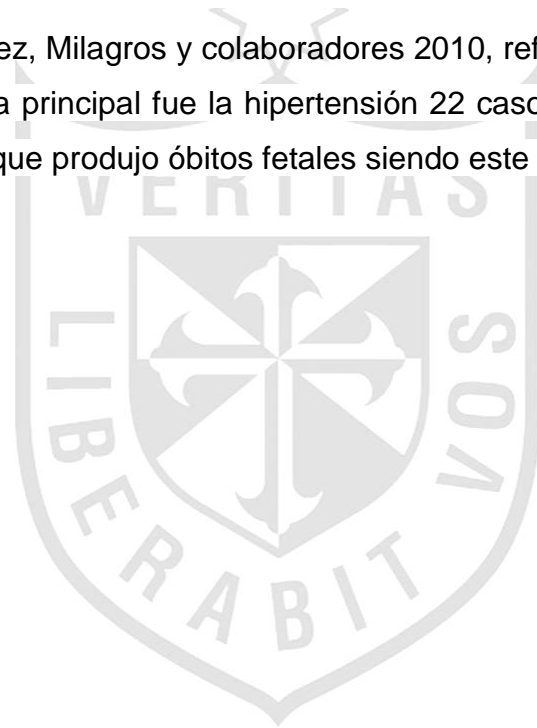 ez, Milagros y colaboradores 2010, ref
a principal fue la hipertensión 22 caso
que produjo óbitos fetales siendo este
VERITAS
LIBERABIT VOS